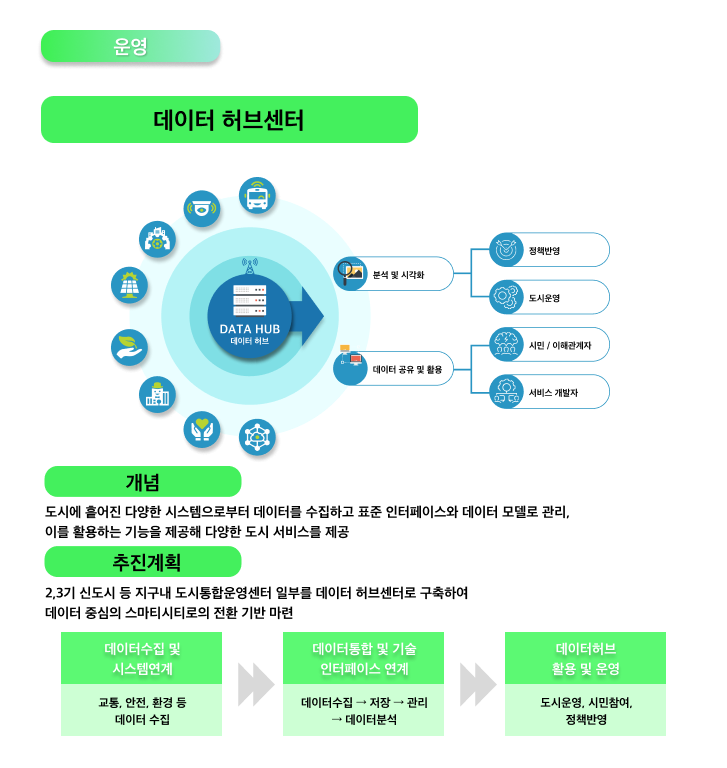 운영
데이터 허브센터
DATA HUB
데이터 허브
분석 및 시각화
정책반영
도시운영
데이터 공유 및 활용
시민 / 이해관계자
서비스 개발자
개념
도시에 흩어진 다양한 시스템으로부터 데이터를 수집하고 표준 인터페이스와 데이터 모델로 관리,
이를 활용하는 기능을 제공해 다양한 도시 서비스를 제공
추진계획
2,3기 신도시 등 지구내 도시통합운영센터 일부를 데이터 허브센터로 구축하여
데이터 중심의 스마티시티로의 전환 기반 마련
데이터수집 및
시스템연계
교통, 안전, 환경 등
데이터 수집
데이터통합 및 기술
인터페이스 연계
데이터수집 → 저장 → 관리
→ 데이터분석
데이터허브
활용 및 운영
도시운영, 시민참여,
정책반영